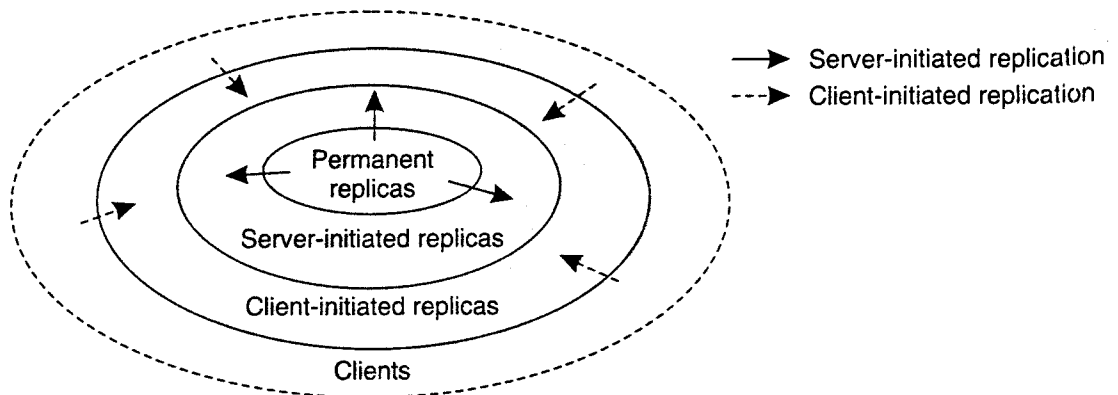 Server-initiated replication
Client-initiated replication
Permanent
replicas
Server-initiated replicas
Client-initiated replicas
Clients